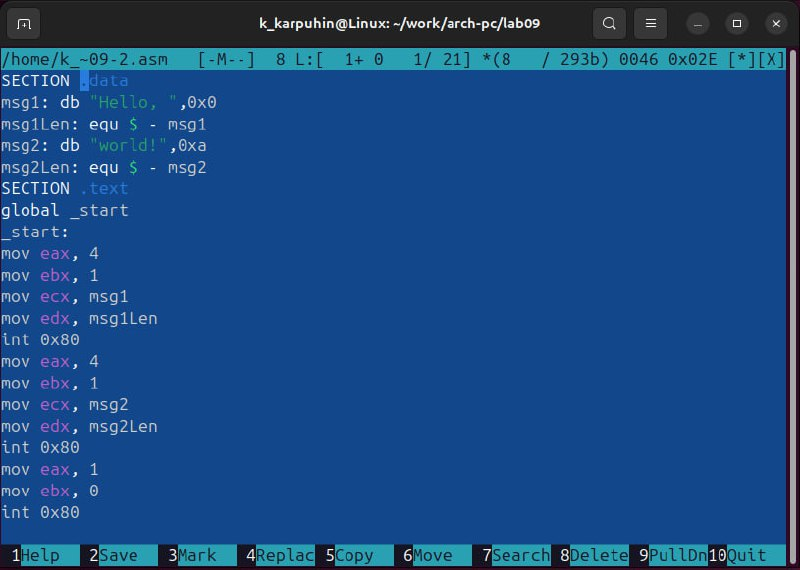 k_karpuhin@Linux: ~/work/arch-pc/lab09
/home/k_~09-2.asm [-M--] 8 L:[ 1+ 0 1/ 21] *(8 / 293b) 0046 0x02E [*][X]
SECTION .data
msg1: db "Hello, ",0x0
msg1Len: equ $ - msg1
msg2: db "world!",0xa
msg2Len: equ $ - msg2
SECTION .text
global _start
_start:
mov eax, 4
mov ebx, 1
mov ecx, msg1
mov edx, msg1Len
int 0x80
mov eax, 4
mov ebx, 1
mov ecx, msg2
mov edx, msg2Len
int 0x80
mov eax, 1
mov ebx, 0
int 0x80
1Help 2Save 3Mark 4Replac 5Copy 6Move 7Search 8Delete 9PullDn 10Quit